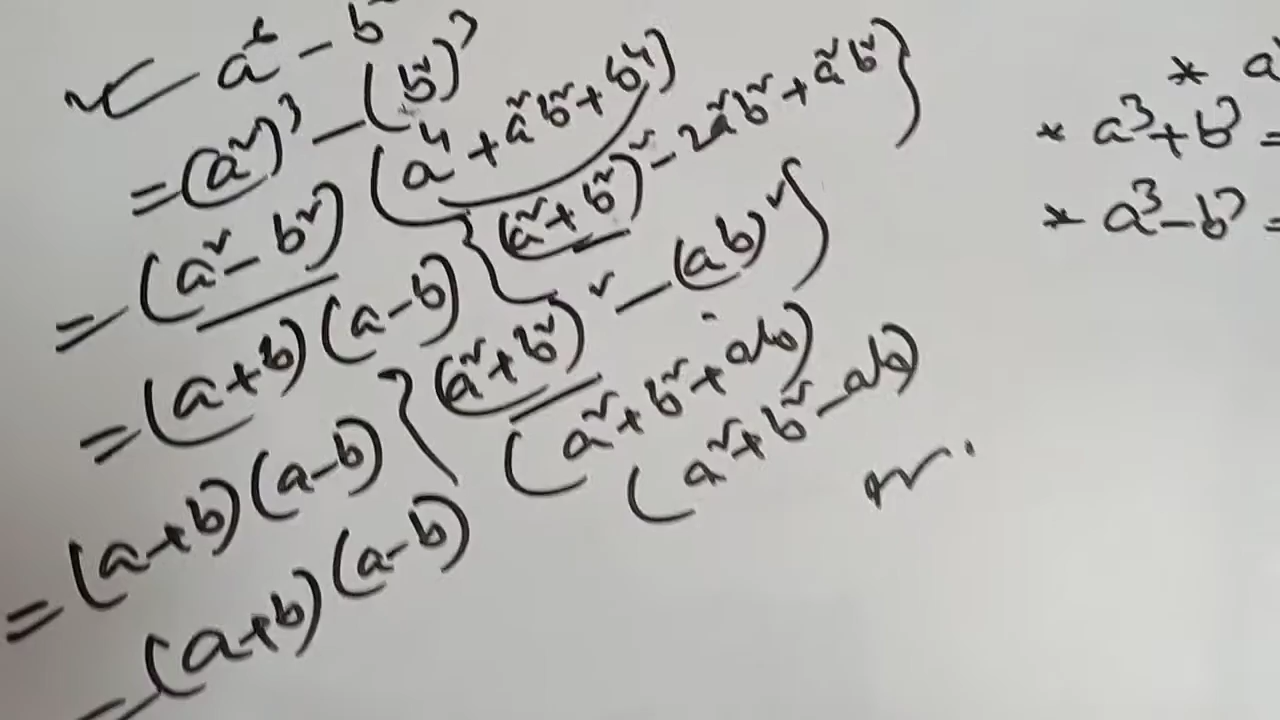 a⁶ - b
= (a²)³ - (b²)³
= (a² - b²) (a⁴ + a²b² + b⁴)
= (a+b) (a-b) {(a²+b²)² - 2a²b² + a²b²}
= (a+b) (a-b) {(a²+b²)² - (ab)²}
= (a+b) (a-b) (a²+b²+ab)
(a²+b²-ab)
* a
* a³+b³ =
* a³-b³ =